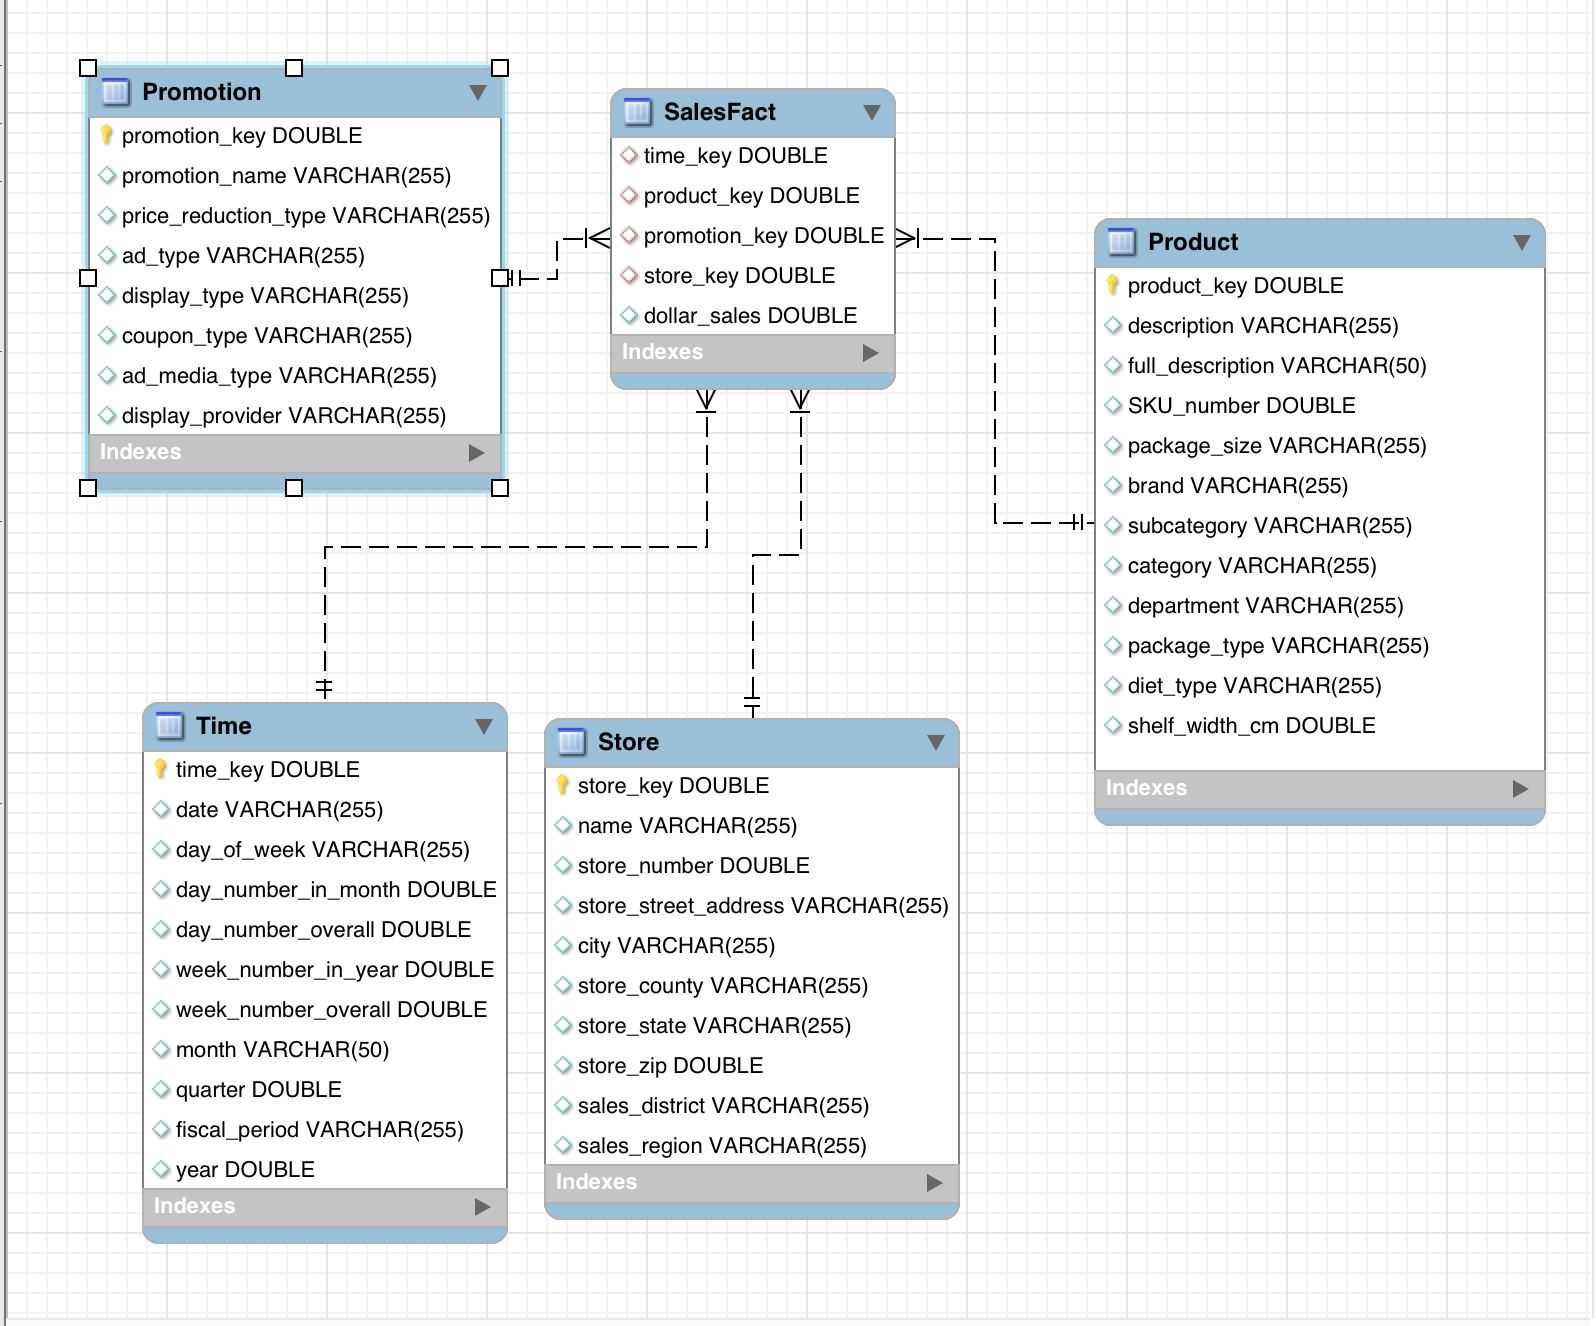 Promotion
promotion_key DOUBLE
promotion_name VARCHAR(255)
price_reduction_type VARCHAR(255)
ad_type VARCHAR(255)
display_type VARCHAR(255)
coupon_type VARCHAR(255)
ad_media_type VARCHAR(255)
display_provider VARCHAR(255)
Indexes
SalesFact
time_key DOUBLE
product_key DOUBLE
promotion_key DOUBLE
store_key DOUBLE
dollar_sales DOUBLE
Indexes
Product
product_key DOUBLE
description VARCHAR(255)
full_description VARCHAR(50)
SKU_number DOUBLE
package_size VARCHAR(255)
brand VARCHAR(255)
subcategory VARCHAR(255)
category VARCHAR(255)
department VARCHAR(255)
package_type VARCHAR(255)
diet_type VARCHAR(255)
shelf_width_cm DOUBLE
Indexes
Time
time_key DOUBLE
date VARCHAR(255)
day_of_week VARCHAR(255)
day_number_in_month DOUBLE
day_number_overall DOUBLE
week_number_in_year DOUBLE
week_number_overall DOUBLE
month VARCHAR(50)
quarter DOUBLE
fiscal_period VARCHAR(255)
year DOUBLE
Indexes
Store
store_key DOUBLE
name VARCHAR(255)
store_number DOUBLE
store_street_address VARCHAR(255)
city VARCHAR(255)
store_county VARCHAR(255)
store_state VARCHAR(255)
store_zip DOUBLE
sales_district VARCHAR(255)
sales_region VARCHAR(255)
Indexes